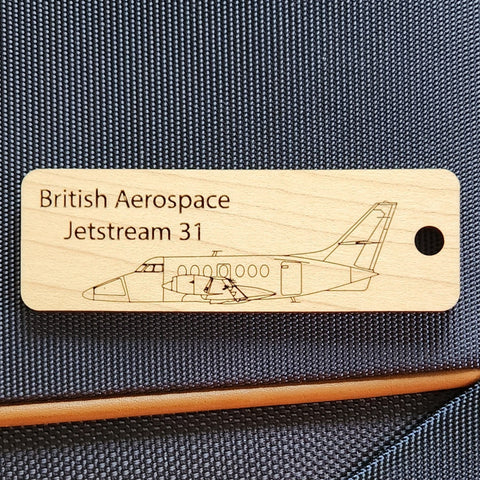 British Aerospace
Jetstream 31